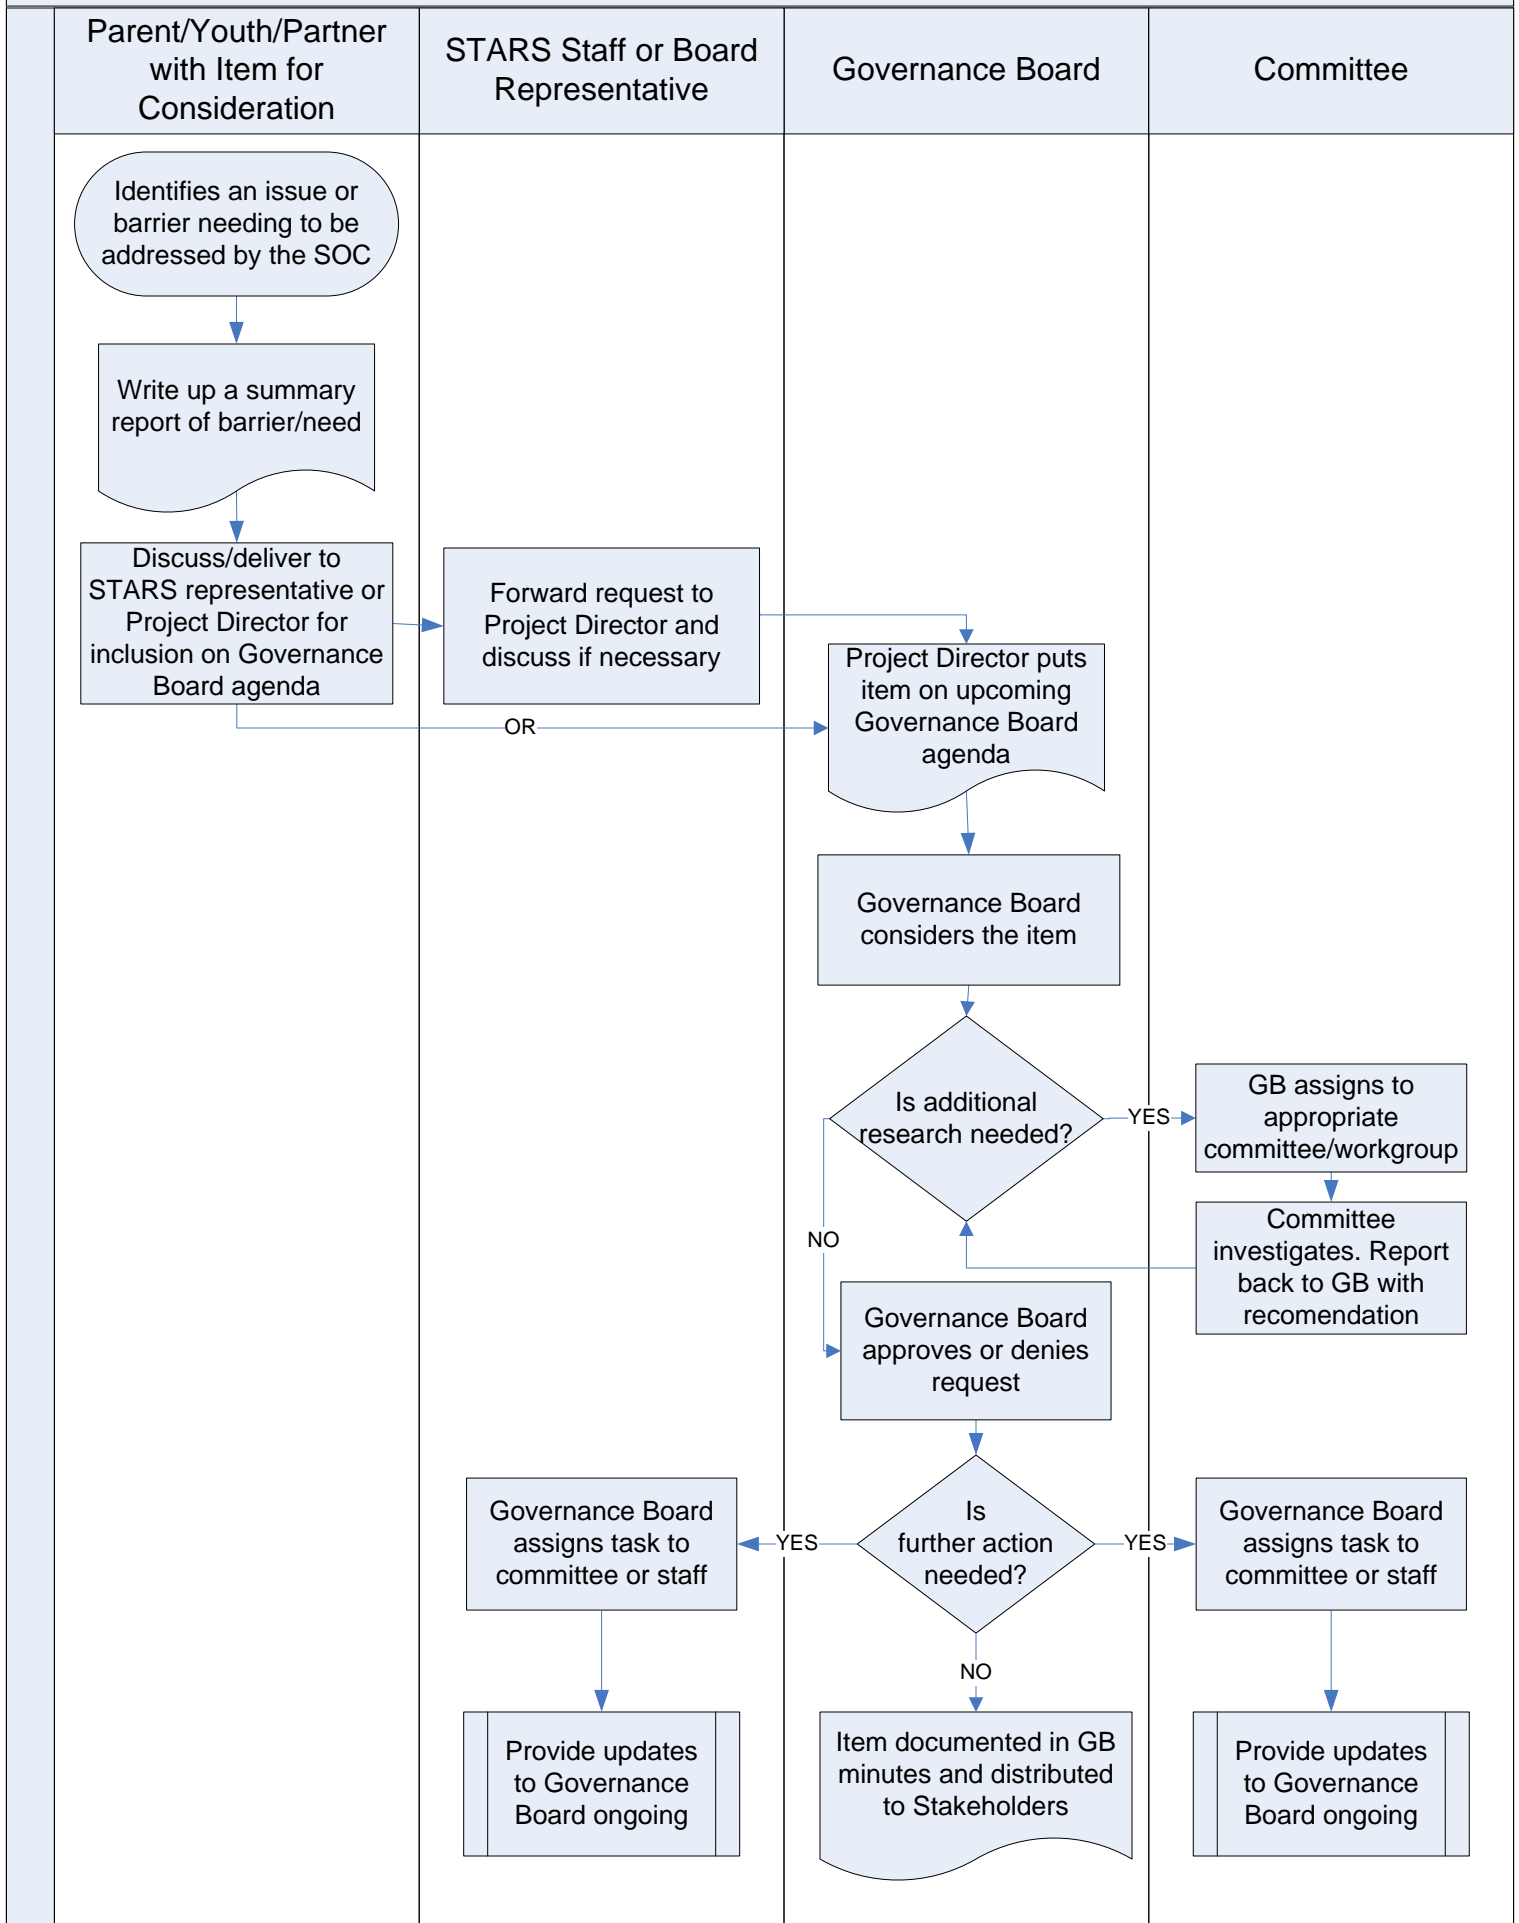 Parent/Youth/Partner
with Item for
Consideration
STARS Staff or Board
Representative
Governance Board
Committee
Identifies an issue or
barrier needing to be
addressed by the SOC
Write up a summary
report of barrier/need
Discuss/deliver to
STARS representative or
Project Director for
inclusion on Governance
Board agenda
Forward request to
Project Director and
discuss if necessary
OR
Project Director puts
item on upcoming
Governance Board
agenda
Governance Board
considers the item
Is additional
research needed?
YES
GB assigns to
appropriate
committee/workgroup
Committee
investigates. Report
back to GB with
recomendation
NO
Governance Board
approves or denies
request
Is
further action
needed?
YES
YES
Governance Board
assigns task to
committee or staff
Governance Board
assigns task to
committee or staff
NO
Provide updates
to Governance
Board ongoing
Item documented in GB
minutes and distributed
to Stakeholders
Provide updates
to Governance
Board ongoing